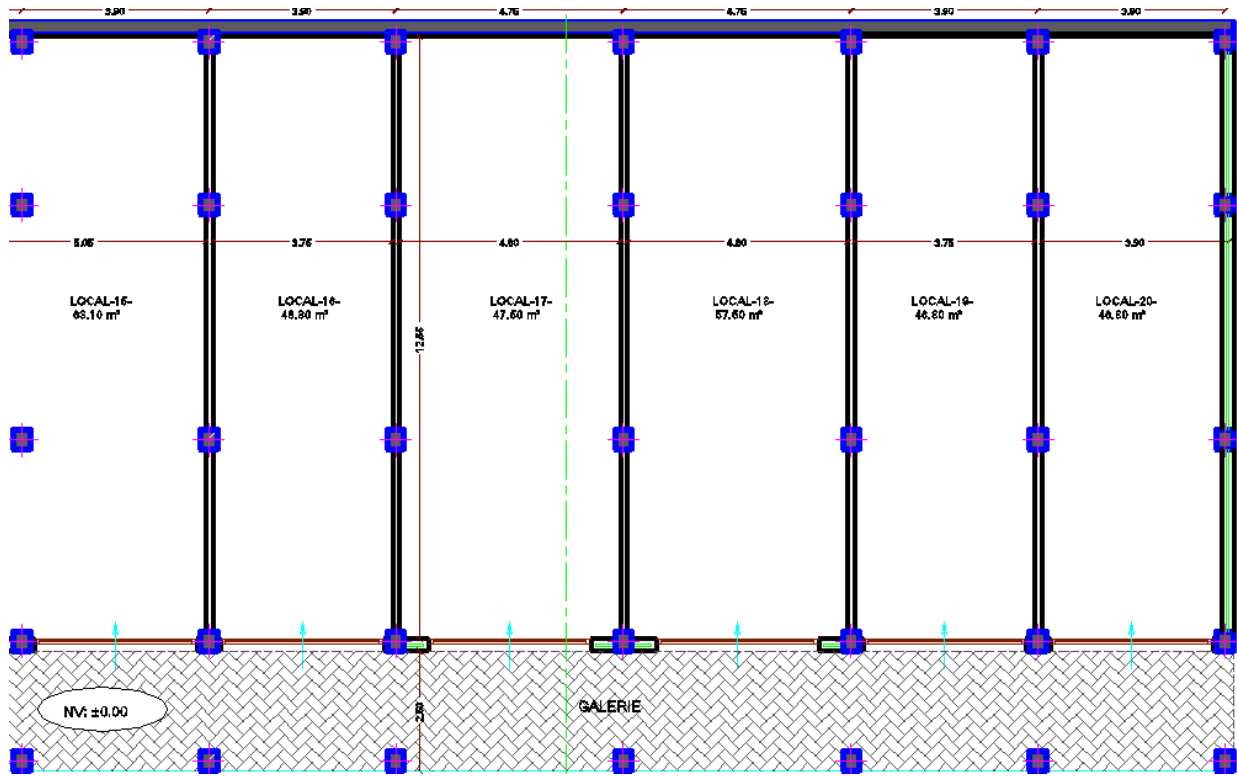 3.90
3.90
4.75
4.75
3.90
3.90
5.05
3.75
4.60
4.60
3.75
3.90
LOCAL-15-
63.10 m²
LOCAL-16-
46.80 m²
LOCAL-17-
47.50 m²
LOCAL-18-
57.60 m²
LOCAL-19-
46.80 m²
LOCAL-20-
46.80 m²
12.55
NV: ±0.00
2.50
GALERIE